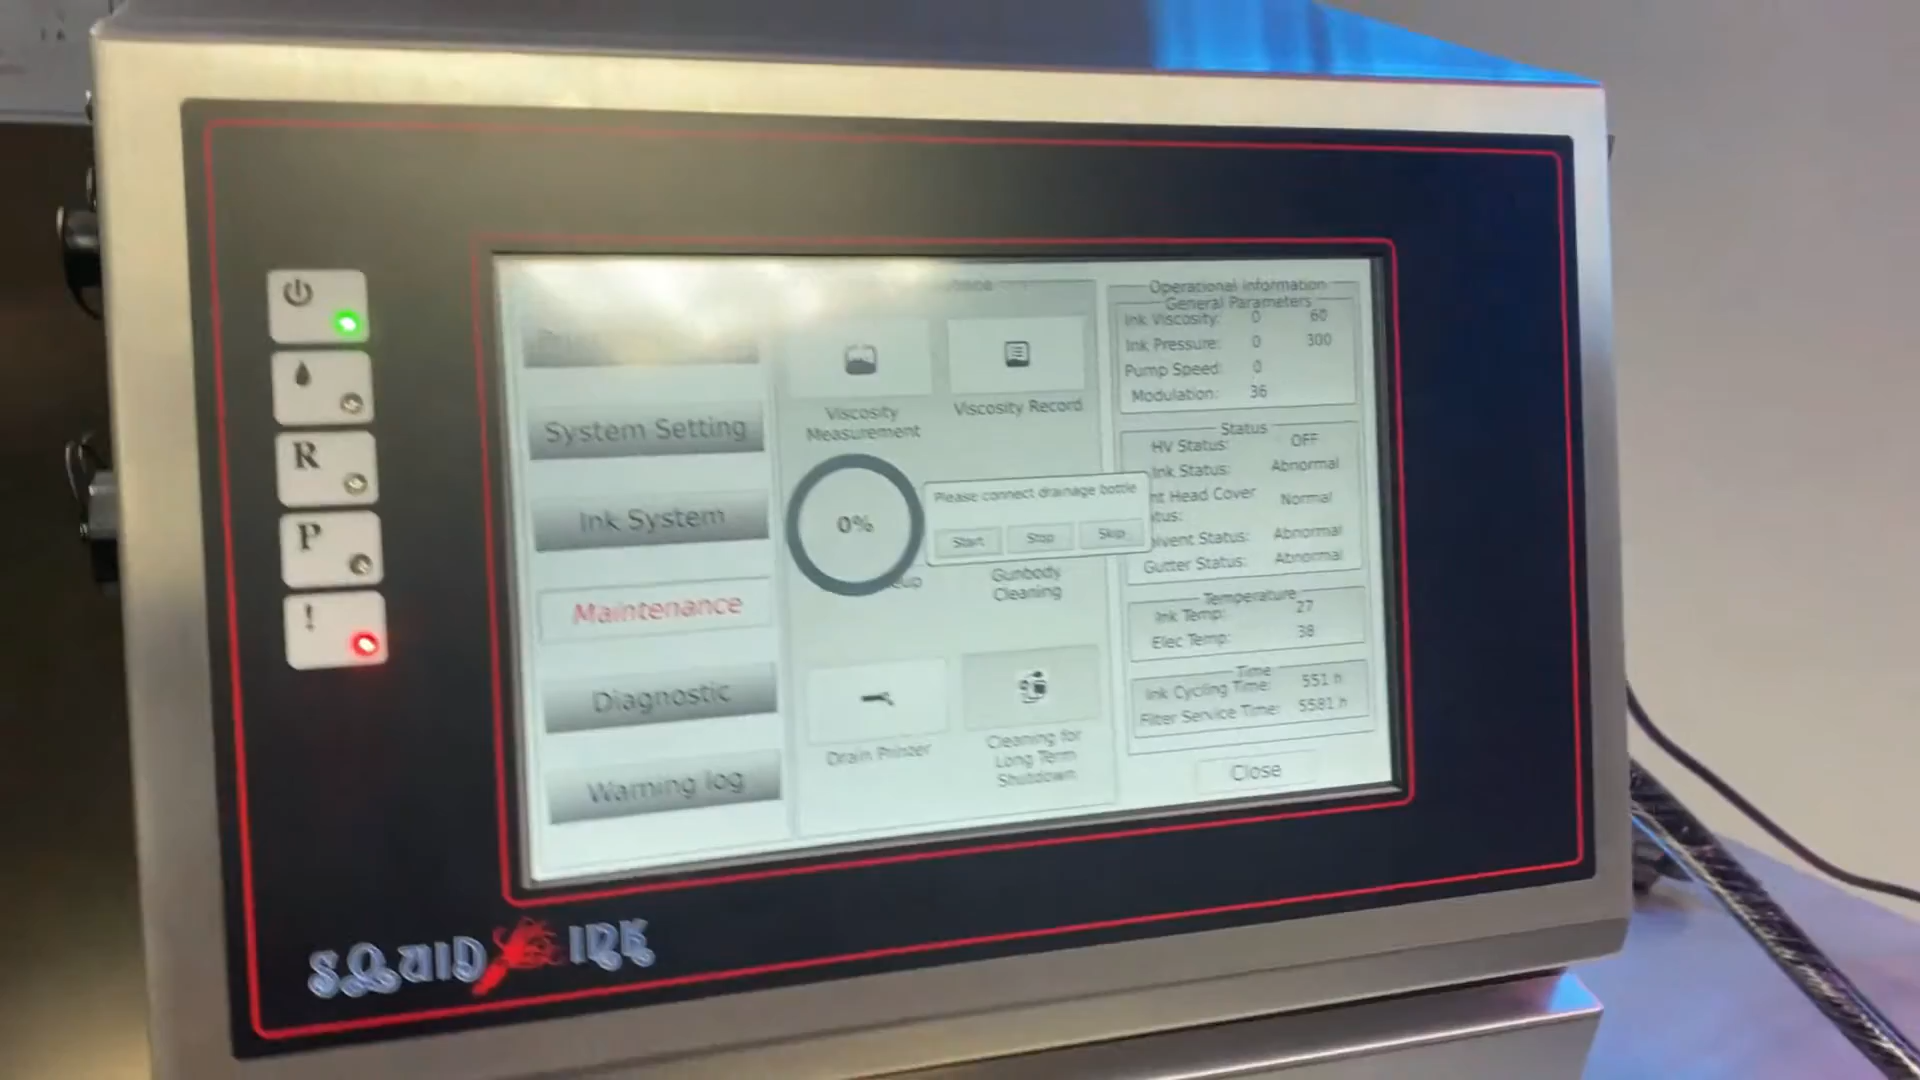 R
P
!
System Setting
Ink System
Maintenance
Diagnostic
Warning log
Viscosity
Measurement
Viscosity Record
0%
Please connect drainage bottle
Start
Stop
Skip
Gunbody
Cleaning
Drain Printer
Cleaning for
Long Term
Shutdown
Operational Information
General Parameters
Ink Viscosity: 0 60
Ink Pressure: 0 300
Pump Speed: 0
Modulation: 36
Status
HV Status: OFF
Ink Status: Abnormal
Head Cover Normal
Status: Abnormal
Gutter Status: Abnormal
Temperature
Ink Temp: 27
Elec Temp: 38
Time
Ink Cycling Time: 551 h
Filter Service Time: 5581 h
Close
SQUID INK